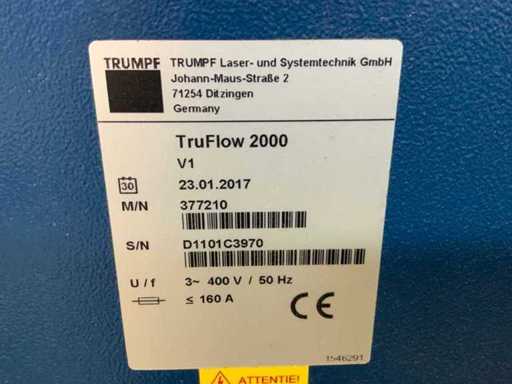 TRUMPF
TRUMPF Laser- und Systemtechnik GmbH
Johann-Maus-Straße 2
71254 Ditzingen
Germany
TruFlow 2000
V1
30 23.01.2017
M/N 377210
S/N D1101C3970
U / f 3~ 400 V / 50 Hz
≤ 160 A CE
1546291
ATTENTIE!